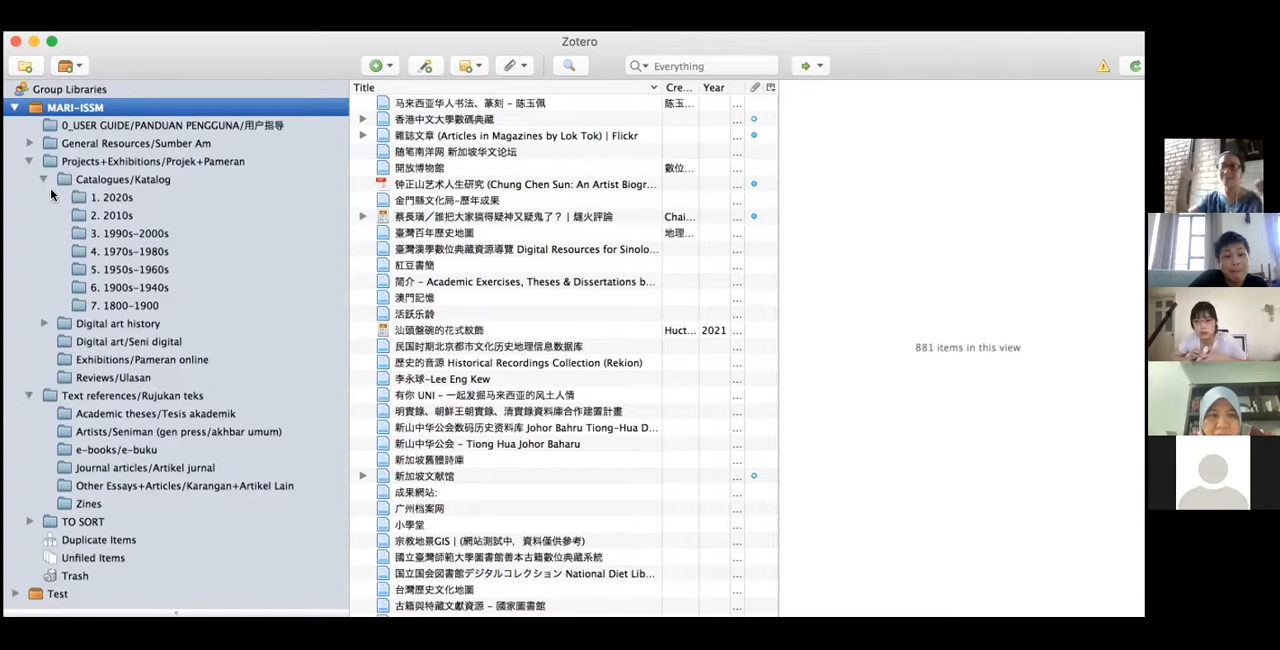 Zotero
Everything
Group Libraries
MARI-ISSM
0_USER GUIDE/PANDUAN PENGGUNA/用户指导
General Resources/Sumber Am
Projects+Exhibitions/Projek+Pameran
Catalogues/Katalog
1. 2020s
2. 2010s
3. 1990s-2000s
4. 1970s-1980s
5. 1950s-1960s
6. 1900s-1940s
7. 1800-1900
Digital art history
Digital art/Seni digital
Exhibitions/Pameran online
Reviews/Ulasan
Text references/Rujukan teks
Academic theses/Tesis akademik
Artists/Seniman (gen press/akhbar umum)
e-books/e-buku
Journal articles/Artikel jurnal
Other Essays+Articles/Karangan+Artikel Lain
Zines
TO SORT
Duplicate Items
Unfiled Items
Trash
Test
Title Cre... Year
马来西亚华人书法、篆刻 - 陈玉佩 陈玉...
香港中文大學數碼典藏 ...
雜誌文章 (Articles in Magazines by Lok Tok) | Flickr ...
随笔南洋网 新加坡华文论坛 ...
開放博物館 數位... ...
钟正山艺术人生研究 (Chung Chen Sun: An Artist Biogr... ...
金門縣文化局-歷年成果 ...
蔡長璜／誰把大家搞得疑神又疑鬼了？ | 燧火評論 Chai... ...
臺灣百年歷史地圖 地理... ...
臺灣漢學數位典藏資源導覽 Digital Resources for Sinolo... ...
紅豆書簡 ...
简介 - Academic Exercises, Theses & Dissertations b... ...
澳門記憶 ...
活跃乐龄 ...
汕頭盤碗的花式紋飾 Huct... 2021 ...
民国时期北京都市文化历史地理信息数据库 ...
歷史的音源 Historical Recordings Collection (Rekion) ...
李永球-Lee Eng Kew ...
有你 UNI - 一起发掘马来西亚的风土人情 ...
明實錄、朝鮮王朝實錄、清實錄資料庫合作建置計畫 ...
新山中华公会数码历史资料库 Johor Bahru Tiong-Hua D... ...
新山中华公会 - Tiong Hua Johor Baharu ...
新加坡舊體詩庫 ...
新加坡文献馆 ...
成果網站: ...
广州档案网 ...
小學堂 ...
宗教地景GIS | (網站測試中，資料僅供參考) ...
國立臺灣師範大學圖書館善本古籍數位典藏系統 ...
国立国会図書館デジタルコレクション National Diet Lib... ...
台灣歷史文化地圖 ...
古籍與特藏文獻資源 - 國家圖書館 ...
881 items in this view